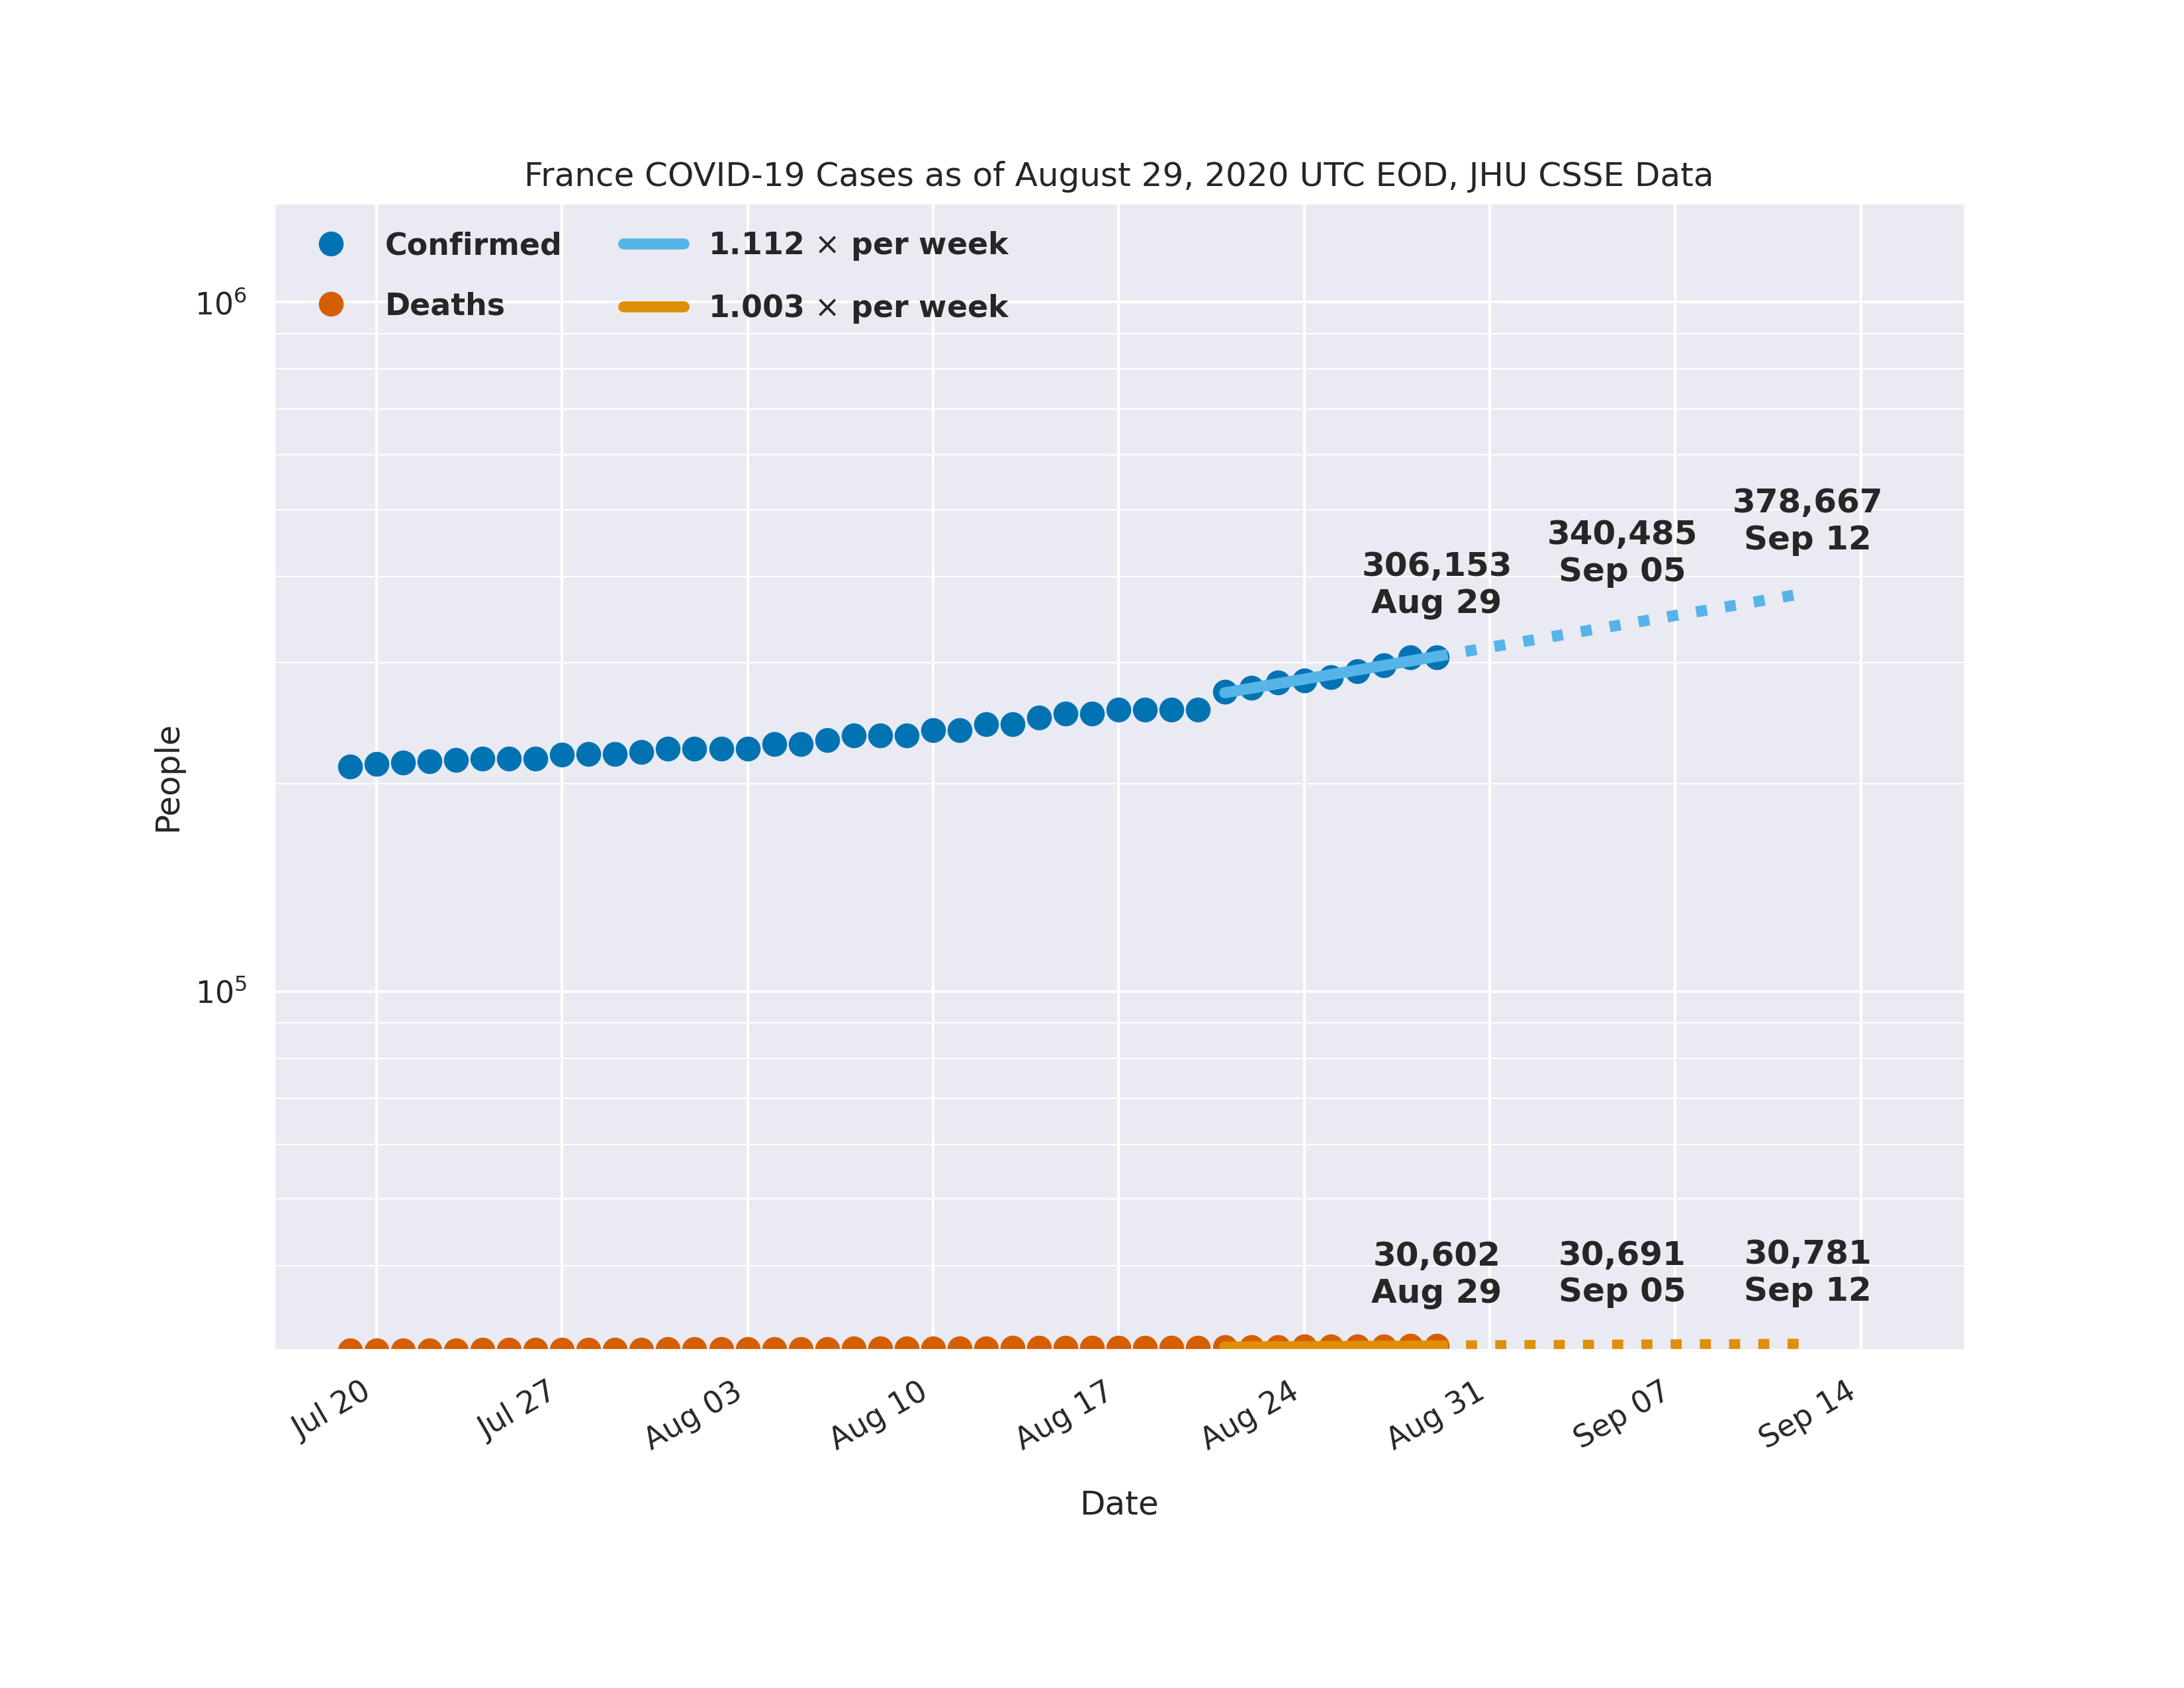 France COVID-19 Cases as of August 29, 2020 UTC EOD, JHU CSSE Data
Confirmed
Deaths
1.112 × per week
1.003 × per week
10⁶
10⁵
People
306,153
Aug 29
340,485
Sep 05
378,667
Sep 12
30,602
Aug 29
30,691
Sep 05
30,781
Sep 12
Jul 20
Jul 27
Aug 03
Aug 10
Aug 17
Aug 24
Aug 31
Sep 07
Sep 14
Date